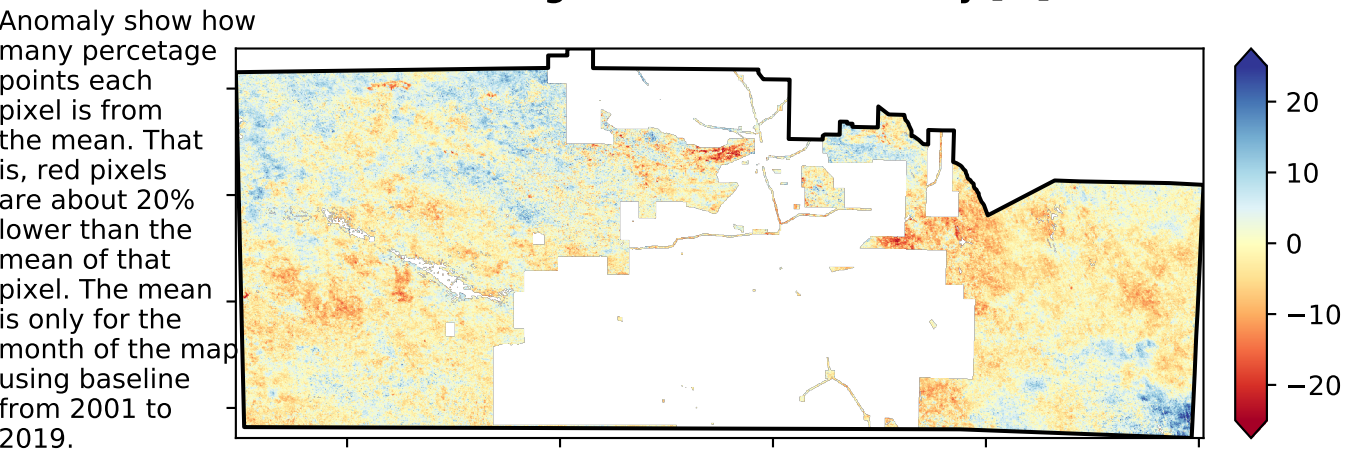 Anomaly show how
many percetage
points each
pixel is from
the mean. That
is, red pixels
are about 20%
lower than the
mean of that
pixel. The mean
is only for the
month of the map
using baseline
from 2001 to
2019.
20
10
0
−10
−20